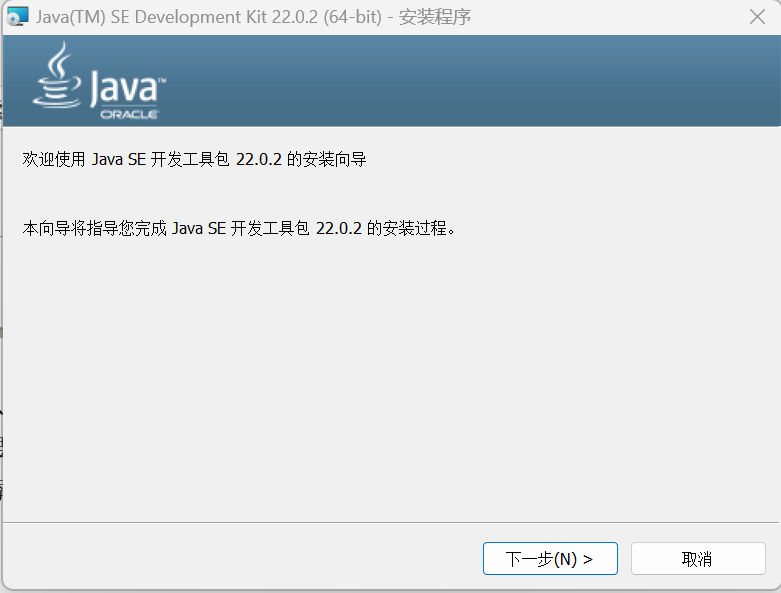 Java(TM) SE Development Kit 22.0.2 (64-bit) - 安装程序
Java™
ORACLE
欢迎使用 Java SE 开发工具包 22.0.2 的安装向导
本向导将指导您完成 Java SE 开发工具包 22.0.2 的安装过程。
下一步(N) >
取消